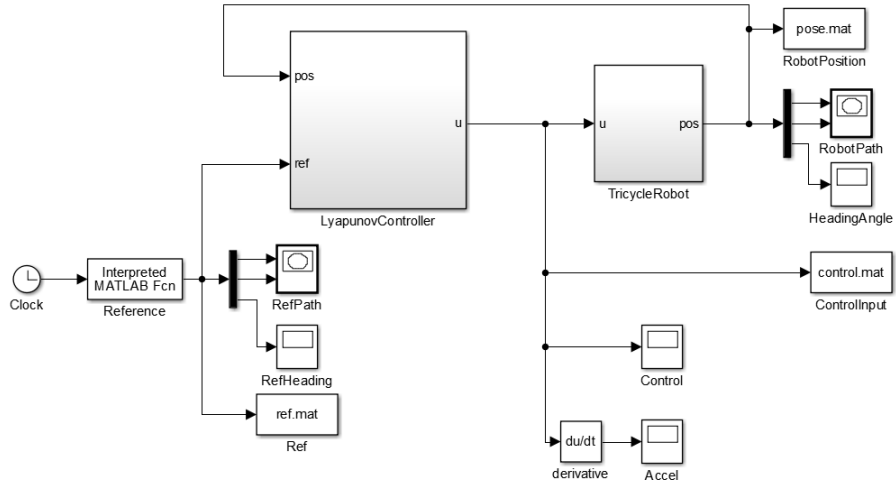 pose.mat
RobotPosition
pos
ref
u
LyapunovController
u
pos
TricycleRobot
RobotPath
HeadingAngle
Clock
Interpreted
MATLAB Fcn
Reference
RefPath
RefHeading
ref.mat
Ref
control.mat
ControlInput
Control
du/dt
derivative
Accel